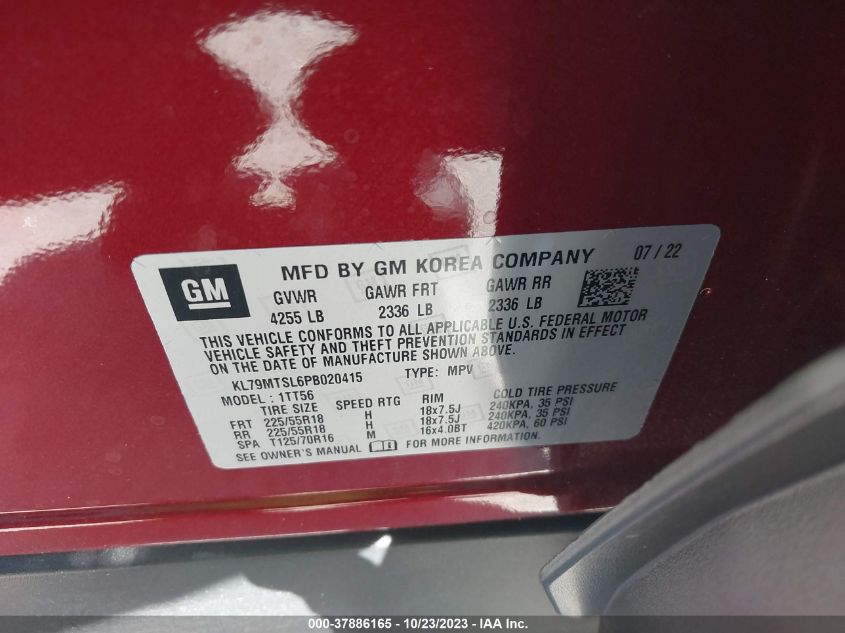 GM
MFD BY GM KOREA COMPANY 07 / 22
GVWR GAWR FRT GAWR RR
4255 LB 2336 LB 2336 LB
THIS VEHICLE CONFORMS TO ALL APPLICABLE U.S. FEDERAL MOTOR
VEHICLE SAFETY AND THEFT PREVENTION STANDARDS IN EFFECT
ON THE DATE OF MANUFACTURE SHOWN ABOVE.
KL79MTSL6PB020415 TYPE: MPV
MODEL: 1TT56
TIRE SIZE SPEED RTG RIM COLD TIRE PRESSURE
FRT 225/55R18 H 18x7.5J 240KPA, 35 PSI
RR 225/55R18 H 18x7.5J 240KPA, 35 PSI
SPA T125/70R16 M 16x4.0BT 420KPA, 60 PSI
SEE OWNER'S MANUAL FOR MORE INFORMATION.
000-37886165 - 10/23/2023 - IAA Inc.